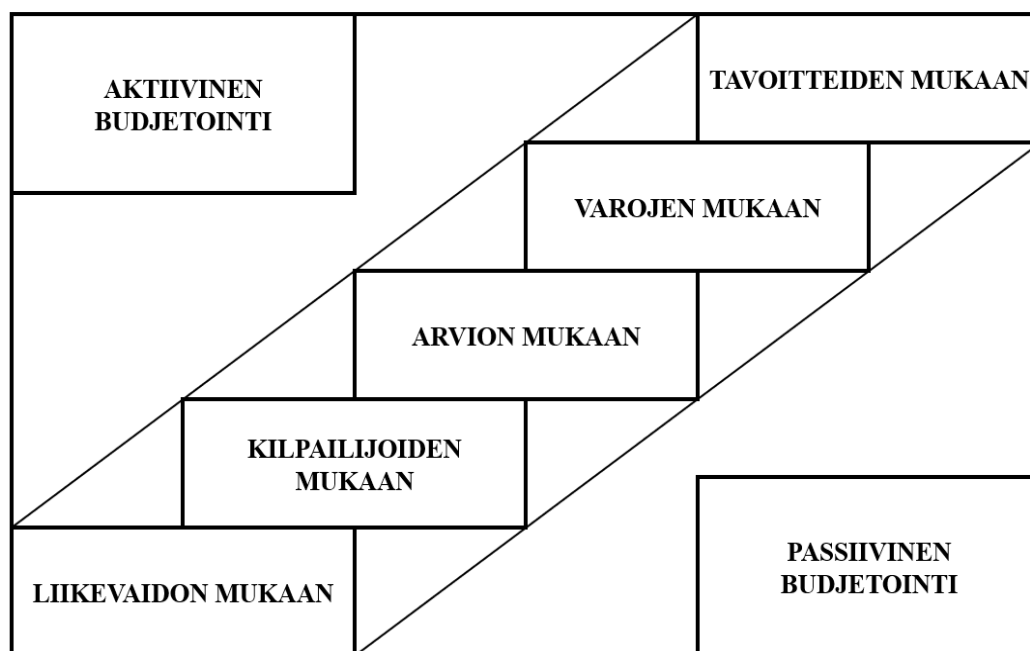 AKTIIVINEN
BUDJETOINTI
TAVOITTEIDEN MUKAAN
VAROJEN MUKAAN
ARVION MUKAAN
KILPAILIJOIDEN
MUKAAN
LIIKEVAIDON MUKAAN
PASSIIVINEN
BUDJETOINTI